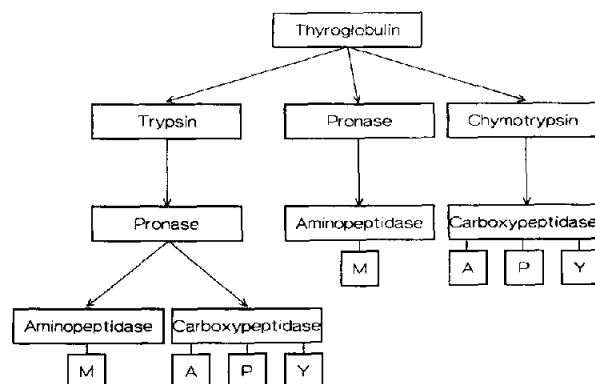 Thyroglobulin
Trypsin Pronase Chymotrypsin
Pronase Aminopeptidase Carboxypeptidase
M A P Y
Aminopeptidase Carboxypeptidase
M A P Y